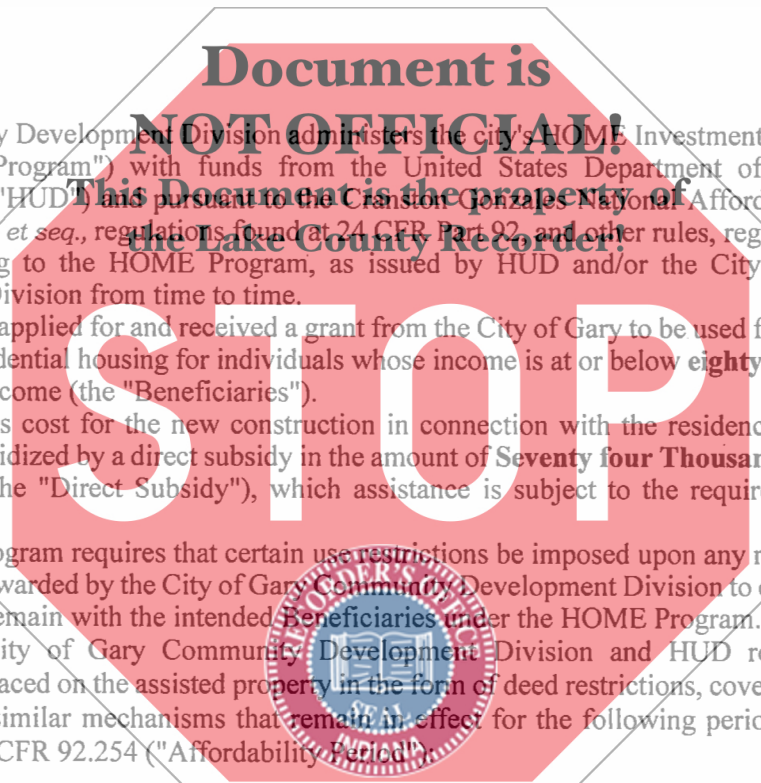 Document is
NOT OFFICIAL!
This Document is the property of
the Lake County Recorder!
STOP
y Development Division administers the city's HOME Investment
Program") with funds from the United States Department of
"HUD") and pursuant to the Cranston Gonzales National Afford
et seq., regulations found at 24 CFR Part 92, and other rules, reg
g to the HOME Program, as issued by HUD and/or the City
ivision from time to time.
applied for and received a grant from the City of Gary to be used f
dential housing for individuals whose income is at or below eighty
come (the "Beneficiaries").
s cost for the new construction in connection with the residenc
idized by a direct subsidy in the amount of Seventy four Thousan
he "Direct Subsidy"), which assistance is subject to the require
ogram requires that certain use restrictions be imposed upon any r
warded by the City of Gary Community Development Division to
emain with the intended Beneficiaries under the HOME Program.
ity of Gary Community Development Division and HUD re
aced on the assisted property in the form of deed restrictions, cove
similar mechanisms that remain in effect for the following perio
CFR 92.254 ("Affordability Period"):
SEAL
INDIANA